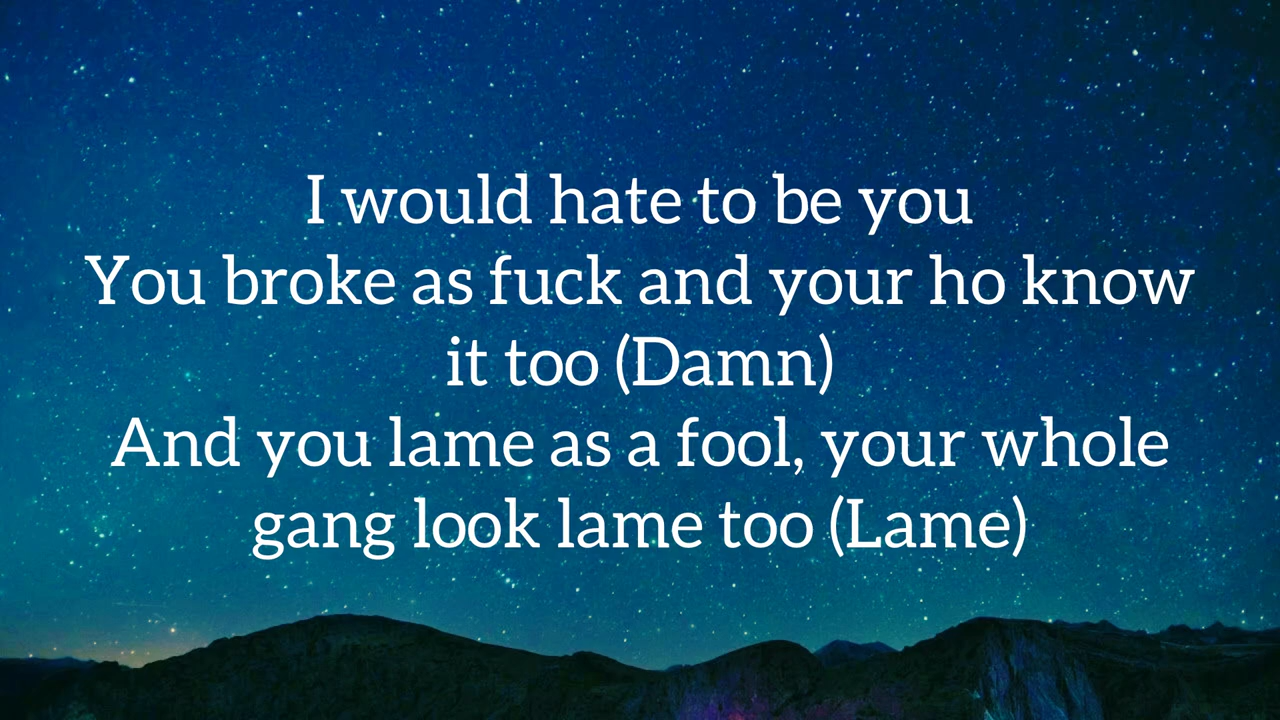 I would hate to be you
You broke as fuck and your ho know
it too (Damn)
And you lame as a fool, your whole
gang look lame too (Lame)